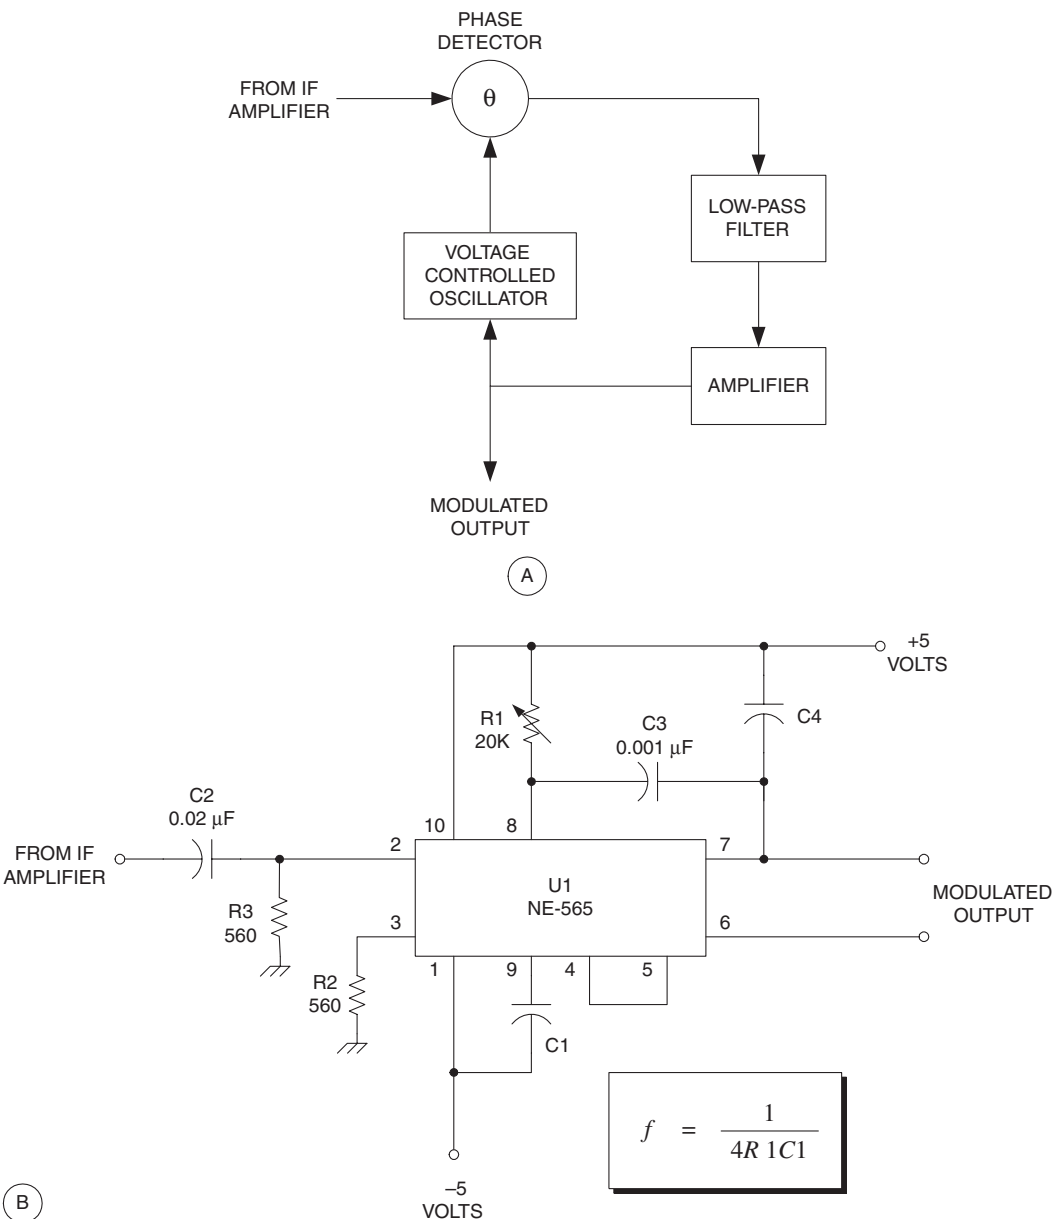 PHASE
DETECTOR
FROM IF
AMPLIFIER
θ
LOW-PASS
FILTER
VOLTAGE
CONTROLLED
OSCILLATOR
AMPLIFIER
MODULATED
OUTPUT
A
+5
VOLTS
R1
20K
C3
0.001 µF
C4
C2
0.02 µF
10
8
2
7
FROM IF
AMPLIFIER
U1
NE-565
MODULATED
OUTPUT
R3
560
3
6
1
9
4
5
R2
560
C1
f = 1
4R 1C1
–5
VOLTS
B